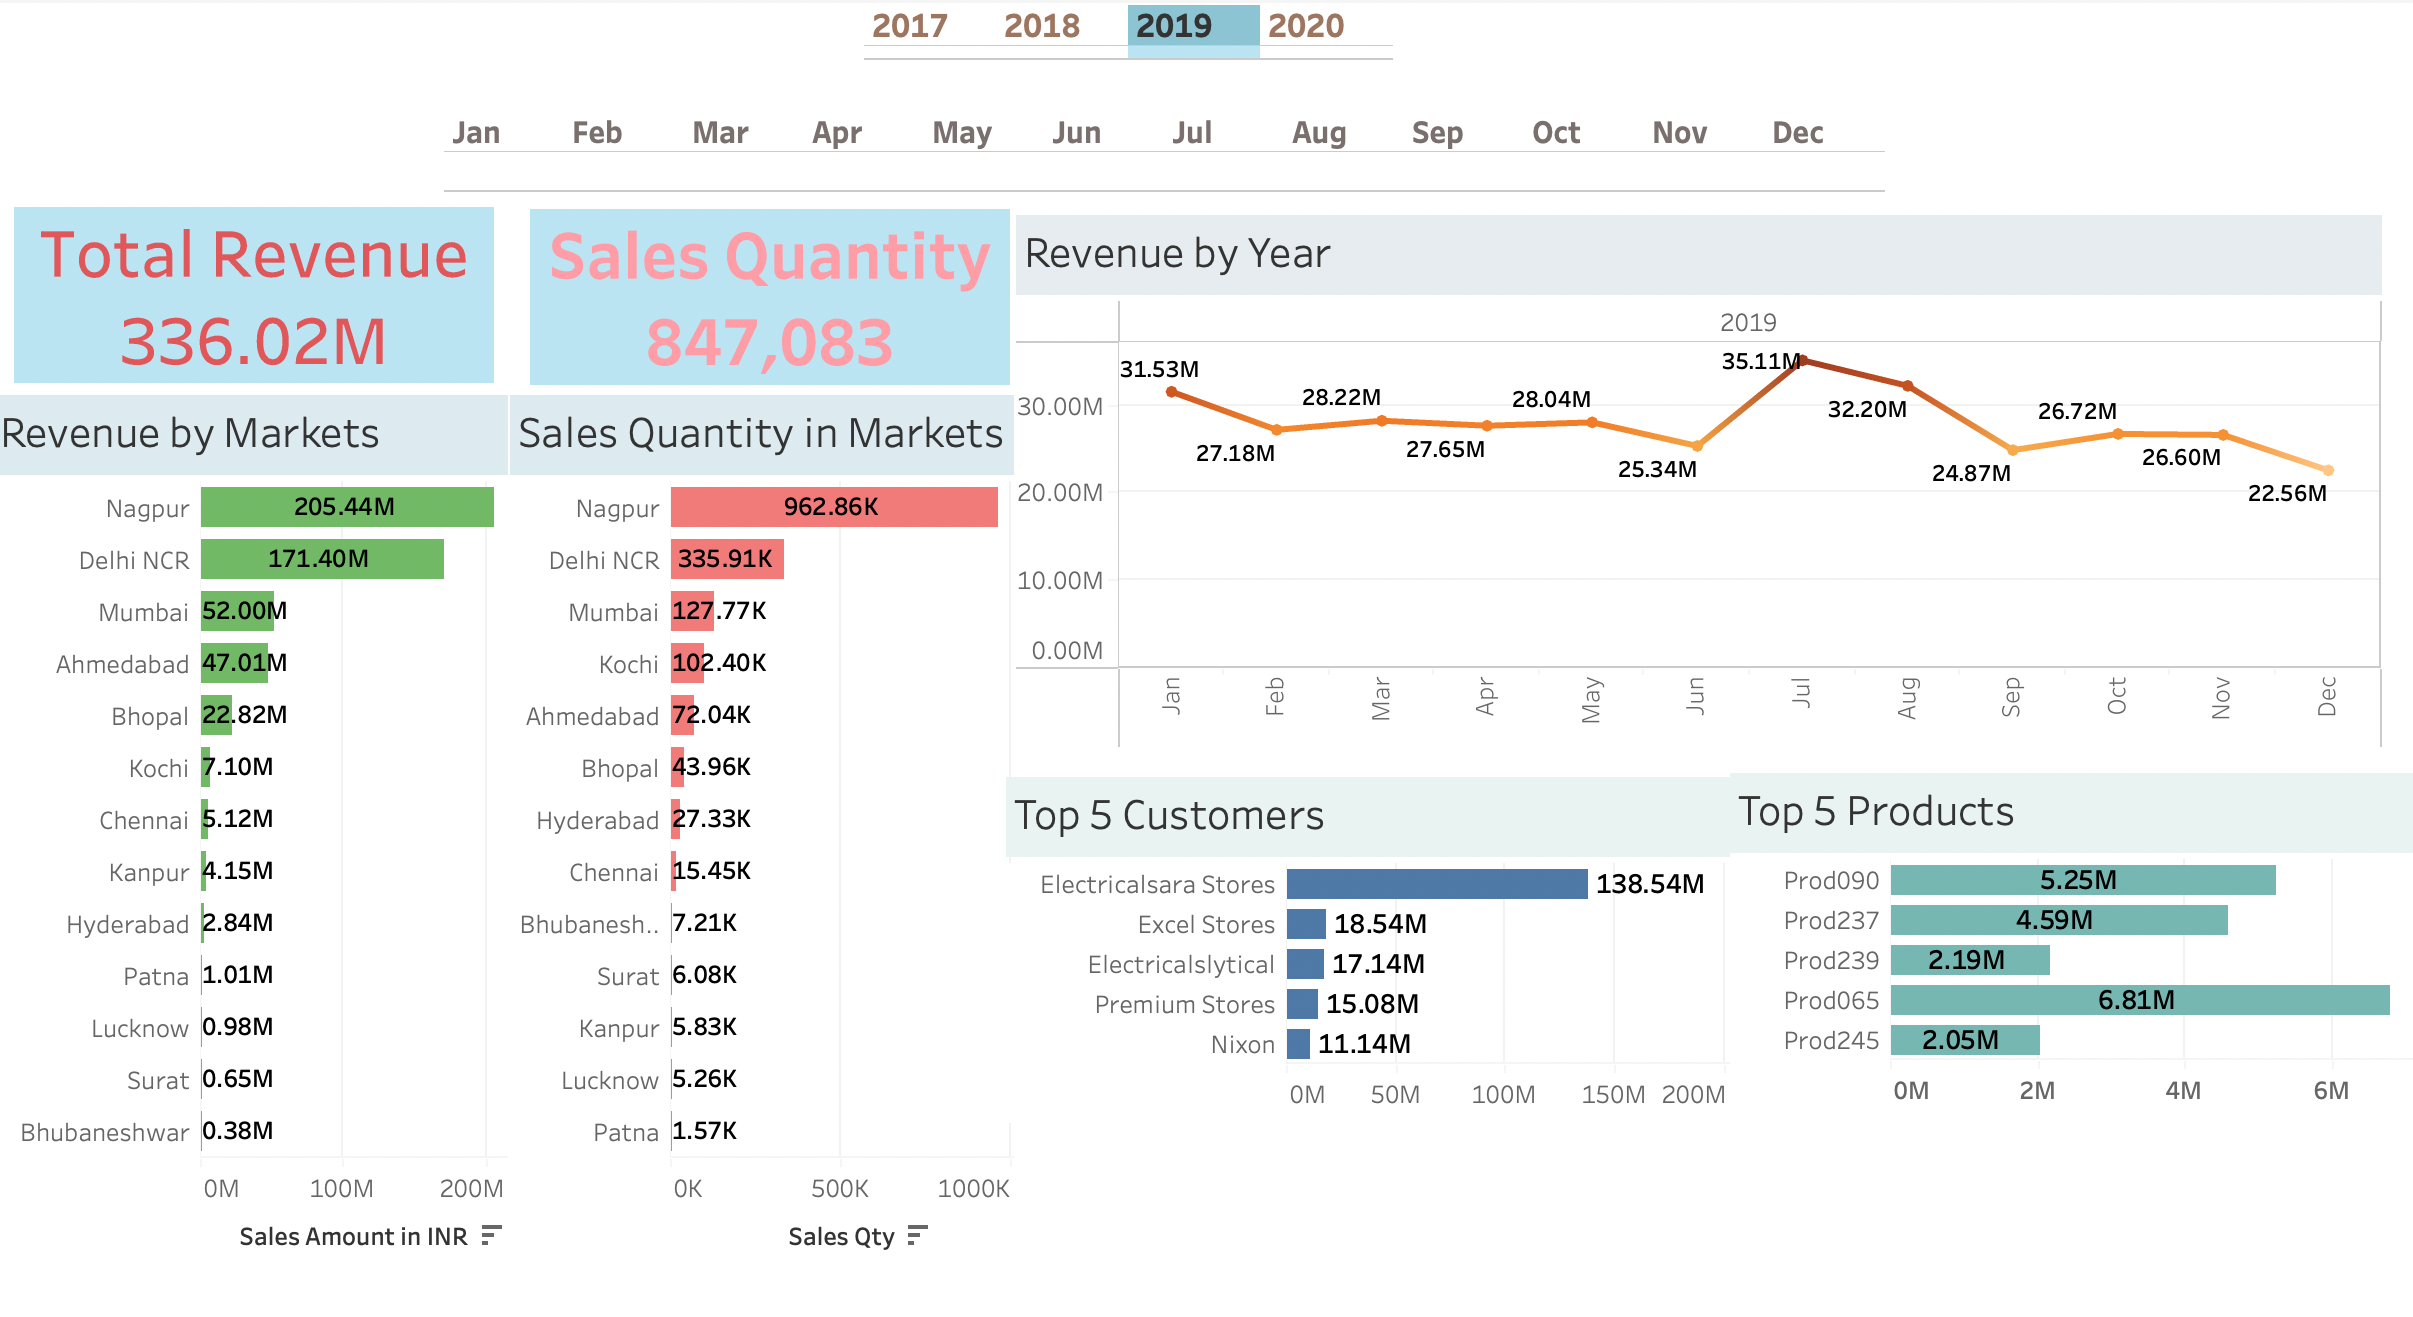 2017 2018 2019 2020
Jan Feb Mar Apr May Jun Jul Aug Sep Oct Nov Dec
Total Revenue
336.02M
Sales Quantity
847,083
Revenue by Markets
Nagpur 205.44M
Delhi NCR 171.40M
Mumbai 52.00M
Ahmedabad 47.01M
Bhopal 22.82M
Kochi 7.10M
Chennai 5.12M
Kanpur 4.15M
Hyderabad 2.84M
Patna 1.01M
Lucknow 0.98M
Surat 0.65M
Bhubaneshwar 0.38M
0M 100M 200M
Sales Amount in INR
Sales Quantity in Markets
Nagpur 962.86K
Delhi NCR 335.91K
Mumbai 127.77K
Kochi 102.40K
Ahmedabad 72.04K
Bhopal 43.96K
Hyderabad 27.33K
Chennai 15.45K
Bhubanesh.. 7.21K
Surat 6.08K
Kanpur 5.83K
Lucknow 5.26K
Patna 1.57K
0K 500K 1000K
Sales Qty
Revenue by Year
2019
30.00M
20.00M
10.00M
0.00M
31.53M
27.18M
28.22M
27.65M
28.04M
25.34M
35.11M
32.20M
24.87M
26.72M
26.60M
22.56M
Jan Feb Mar Apr May Jun Jul Aug Sep Oct Nov Dec
Top 5 Customers
Electricalsara Stores 138.54M
Excel Stores 18.54M
Electricalslytical 17.14M
Premium Stores 15.08M
Nixon 11.14M
0M 50M 100M 150M 200M
Top 5 Products
Prod090 5.25M
Prod237 4.59M
Prod239 2.19M
Prod065 6.81M
Prod245 2.05M
0M 2M 4M 6M